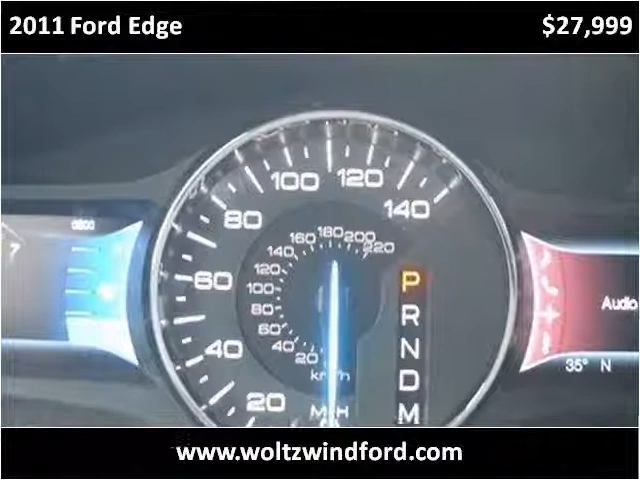 2011 Ford Edge $27,999
100 120
80 140
160 180 200
140 220
120
60 100 P
80 R
60
40 40 N
20
km/h D
20 MPH M
Audio
35° N
www.woltzwindford.com